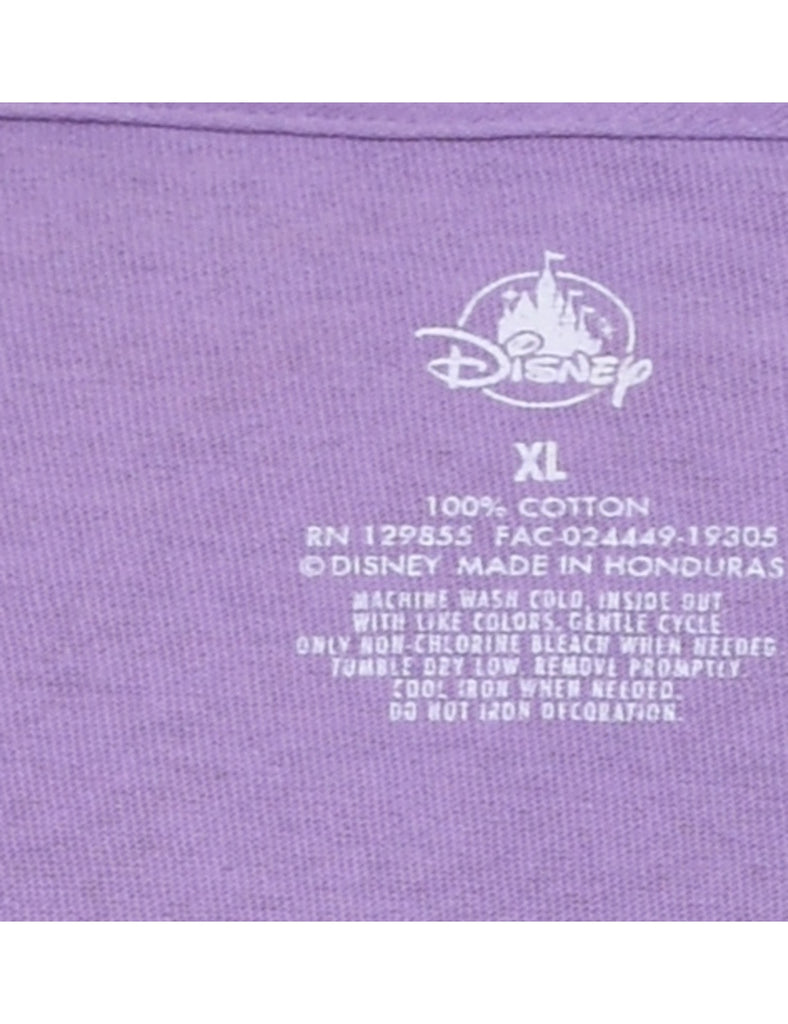 Disney
XL
100% COTTON
RN 129855 FAC-024449-19305
© DISNEY MADE IN HONDURAS
MACHINE WASH COLD, INSIDE OUT
WITH LIKE COLORS. GENTLE CYCLE
ONLY NON-CHLORINE BLEACH WHEN NEEDED.
TUMBLE DRY LOW. REMOVE PROMPTLY.
COOL IRON WHEN NEEDED.
DO NOT IRON DECORATION.